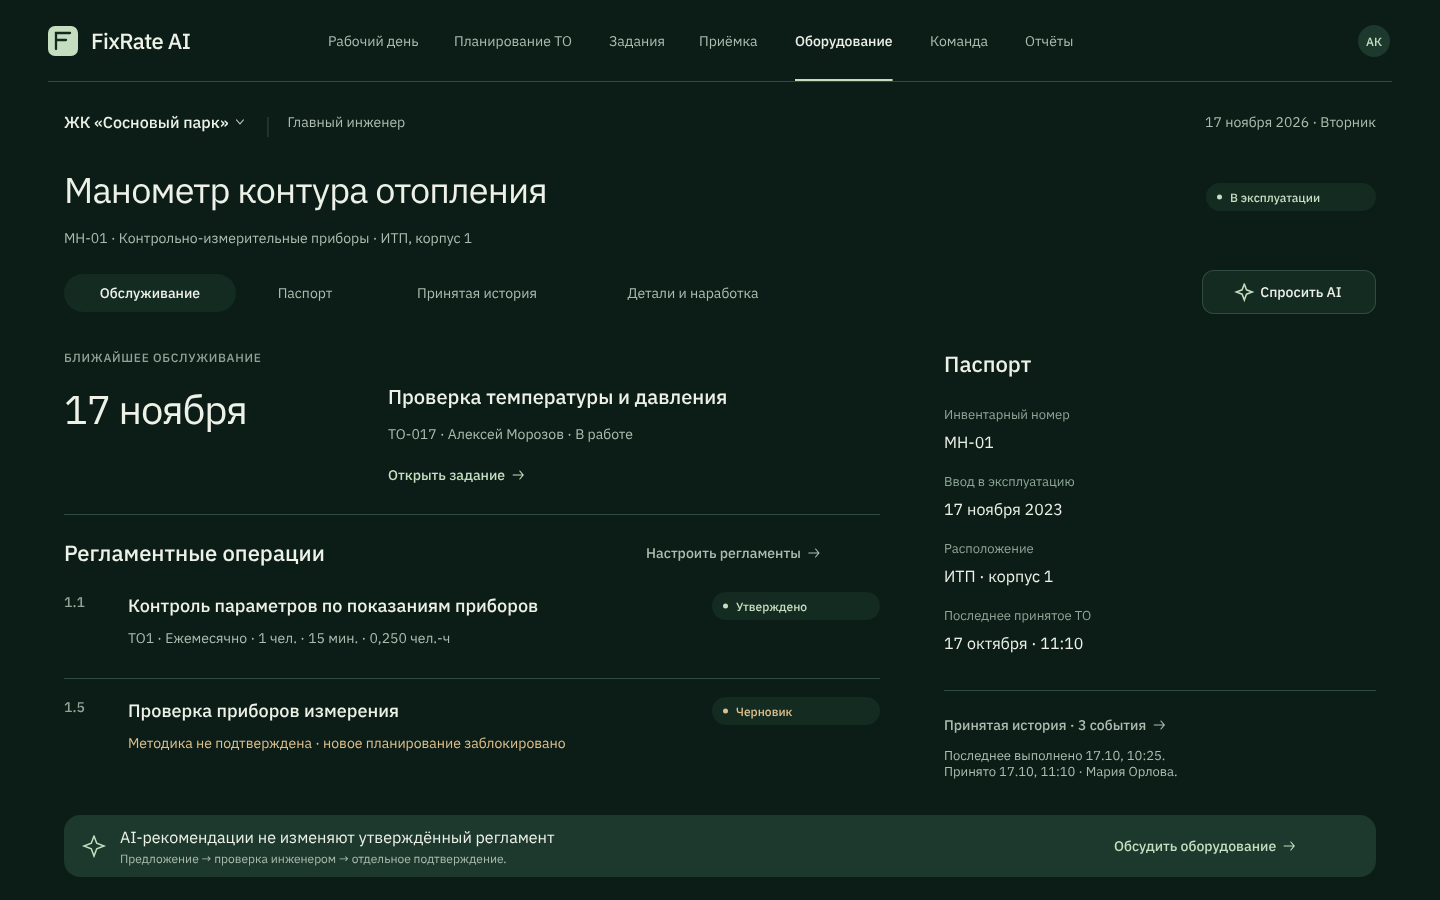 FixRate AI
Рабочий день
Планирование ТО
Задания
Приёмка
Оборудование
Команда
Отчёты
АК
ЖК «Сосновый парк»
Главный инженер
17 ноября 2026 · Вторник
Манометр контура отопления
В эксплуатации
МН-01 · Контрольно-измерительные приборы · ИТП, корпус 1
Обслуживание
Паспорт
Принятая история
Детали и наработка
Спросить AI
БЛИЖАЙШЕЕ ОБСЛУЖИВАНИЕ
17 ноября
Проверка температуры и давления
ТО-017 · Алексей Морозов · В работе
Открыть задание →
Регламентные операции
Настроить регламенты →
1.1
Контроль параметров по показаниям приборов
Утверждено
ТО1 · Ежемесячно · 1 чел. · 15 мин. · 0,250 чел.-ч
1.5
Проверка приборов измерения
Черновик
Методика не подтверждена · новое планирование заблокировано
Паспорт
Инвентарный номер
МН-01
Ввод в эксплуатацию
17 ноября 2023
Расположение
ИТП · корпус 1
Последнее принятое ТО
17 октября · 11:10
Принятая история · 3 события →
Последнее выполнено 17.10, 10:25.
Принято 17.10, 11:10 · Мария Орлова.
AI-рекомендации не изменяют утверждённый регламент
Предложение → проверка инженером → отдельное подтверждение.
Обсудить оборудование →